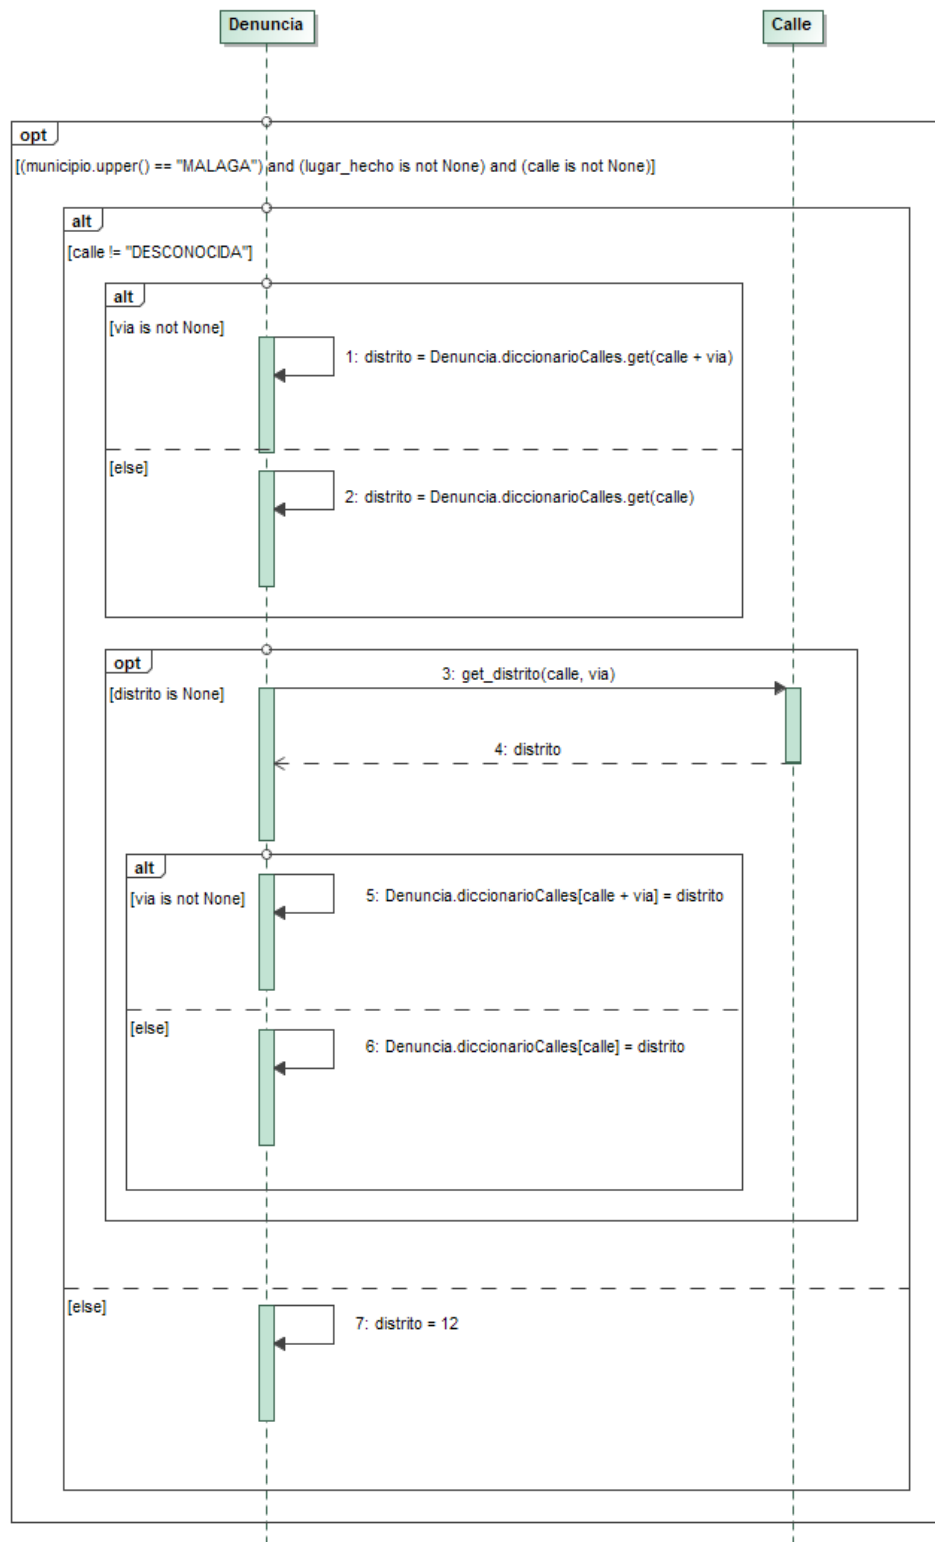 Denuncia
Calle
opt
[(municipio.upper() == "MALAGA") and (lugar_hecho is not None) and (calle is not None)]
alt
[calle != "DESCONOCIDA"]
alt
[via is not None]
1: distrito = Denuncia.diccionarioCalles.get(calle + via)
[else]
2: distrito = Denuncia.diccionarioCalles.get(calle)
opt
[distrito is None]
3: get_distrito(calle, via)
4: distrito
alt
[via is not None]
5: Denuncia.diccionarioCalles[calle + via] = distrito
[else]
6: Denuncia.diccionarioCalles[calle] = distrito
[else]
7: distrito = 12